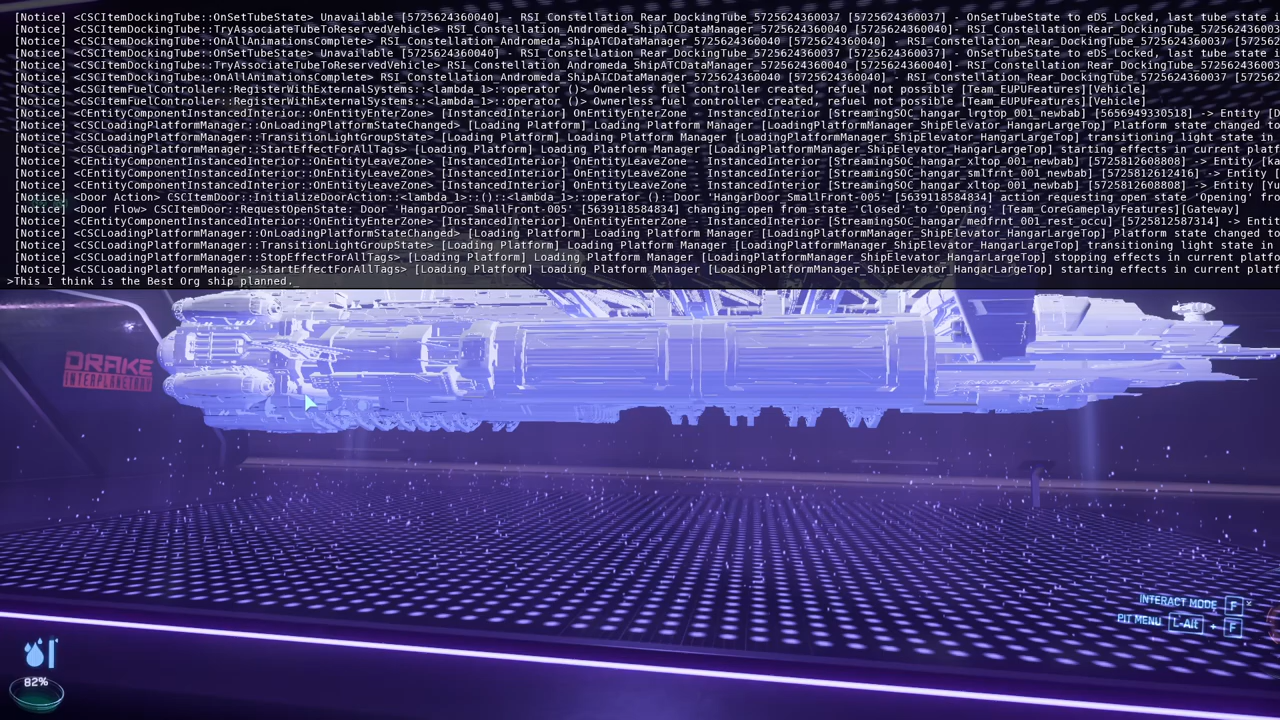 [Notice] <CSCItemDockingTube::OnSetTubeState> Unavailable [5725624360040] - RSI_Constellation_Rear_DockingTube_5725624360037 [5725624360037] - OnSetTubeState to eDS_Locked, last tube state i
[Notice] <CSCItemDockingTube::TryAssociateTubeToReservedVehicle> RSI_Constellation_Andromeda_ShipATCDataManager_5725624360040 [5725624360040]- RSI_Constellation_Rear_DockingTube_57256243600
[Notice] <CSCItemDockingTube::OnAllAnimationsComplete> RSI_Constellation_Andromeda_ShipATCDataManager_5725624360040 [5725624360040] - RSI_Constellation_Rear_DockingTube_5725624360037 [57256
[Notice] <CSCItemDockingTube::OnSetTubeState> Unavailable [5725624360040] - RSI_Constellation_Rear_DockingTube_5725624360037 [5725624360037] - OnSetTubeState to eDS_Locked, last tube state i
[Notice] <CSCItemDockingTube::TryAssociateTubeToReservedVehicle> RSI_Constellation_Andromeda_ShipATCDataManager_5725624360040 [5725624360040]- RSI_Constellation_Rear_DockingTube_57256243600
[Notice] <CSCItemDockingTube::OnAllAnimationsComplete> RSI_Constellation_Andromeda_ShipATCDataManager_5725624360040 [5725624360040] - RSI_Constellation_Rear_DockingTube_5725624360037 [57256
[Notice] <CSCItemFuelController::RegisterWithExternalSystems::<lambda_1>::operator ()> Ownerless fuel controller created, refuel not possible [Team_EUPUFeatures][Vehicle]
[Notice] <CSCItemFuelController::RegisterWithExternalSystems::<lambda_1>::operator ()> Ownerless fuel controller created, refuel not possible [Team_EUPUFeatures][Vehicle]
[Notice] <CEntityComponentInstancedInterior::OnEntityEnterZone> [InstancedInterior] OnEntityEnterZone - InstancedInterior [StreamingSOC_hangar_lrgtop_001_newbab] [5656949330518] -> Entity [D
[Notice] <CSCLoadingPlatformManager::OnLoadingPlatformStateChanged> [Loading Platform] Loading Platform Manager [LoadingPlatformManager_ShipElevator_HangarLargeTop] Platform state changed to
[Notice] <CSCLoadingPlatformManager::TransitionLightGroupState> [Loading Platform] Loading Platform Manager [LoadingPlatformManager_ShipElevator_HangarLargeTop] transitioning light state in
[Notice] <CSCLoadingPlatformManager::StartEffectForAllTags> [Loading Platform] Loading Platform Manager [LoadingPlatformManager_ShipElevator_HangarLargeTop] starting effects in current platf
[Notice] <CEntityComponentInstancedInterior::OnEntityLeaveZone> [InstancedInterior] OnEntityLeaveZone - InstancedInterior [StreamingSOC_hangar_xltop_001_newbab] [5725812608808] -> Entity [ka
[Notice] <CEntityComponentInstancedInterior::OnEntityLeaveZone> [InstancedInterior] OnEntityLeaveZone - InstancedInterior [StreamingSOC_hangar_smlfrnt_001_newbab] [5725812612416] -> Entity [
[Notice] <CEntityComponentInstancedInterior::OnEntityLeaveZone> [InstancedInterior] OnEntityLeaveZone - InstancedInterior [StreamingSOC_hangar_xltop_001_newbab] [5725812608808] -> Entity [Yu
[Notice] <Door Action> CSCItemDoor::InitializeDoorAction::<lambda_1>::()::<lambda_1>::operator (): Door 'HangarDoor_SmallFront-005' [5639118584834] action requesting open state 'Opening' fro
[Notice] <Door Flow> CSCItemDoor::RequestOpenState: Door 'HangarDoor_SmallFront-005' [5639118584834] changing open from state 'Closed' to 'Opening' [Team_CoreGameplayFeatures][Gateway]
[Notice] <CEntityComponentInstancedInterior::OnEntityEnterZone> [InstancedInterior] OnEntityEnterZone - InstancedInterior [StreamingSOC_hangar_medfrnt_001_rest_occu] [5725812587314] -> Entit
[Notice] <CSCLoadingPlatformManager::OnLoadingPlatformStateChanged> [Loading Platform] Loading Platform Manager [LoadingPlatformManager_ShipElevator_HangarLargeTop] Platform state changed to
[Notice] <CSCLoadingPlatformManager::TransitionLightGroupState> [Loading Platform] Loading Platform Manager [LoadingPlatformManager_ShipElevator_HangarLargeTop] transitioning light state in
[Notice] <CSCLoadingPlatformManager::StopEffectForAllTags> [Loading Platform] Loading Platform Manager [LoadingPlatformManager_ShipElevator_HangarLargeTop] stopping effects in current platfo
[Notice] <CSCLoadingPlatformManager::StartEffectForAllTags> [Loading Platform] Loading Platform Manager [LoadingPlatformManager_ShipElevator_HangarLargeTop] starting effects in current platf
>This I think is the Best Org ship planned._
DRAKE
INTERPLANETARY
INTERACT MODE F
PIT MENU L-Alt + F
82%